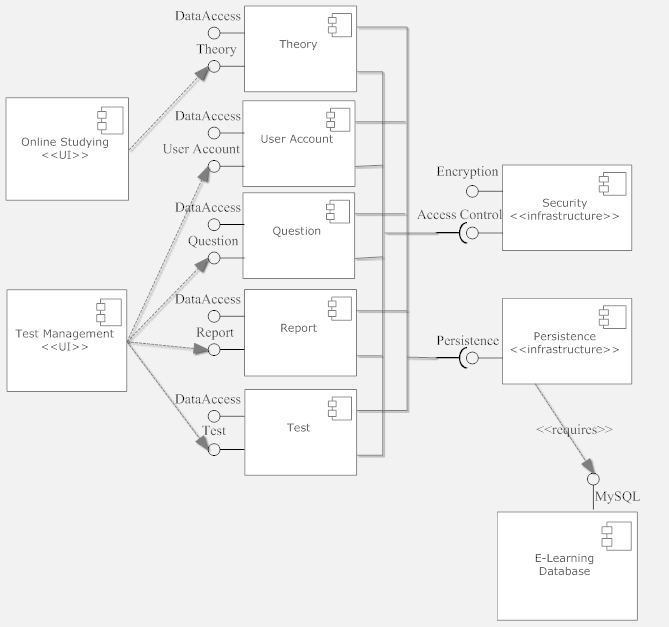 DataAccess
Theory
Theory
Online Studying
<<UI>>
DataAccess
User Account
User Account
DataAccess
Question
Question
Encryption
Access Control
Security
<<infrastructure>>
Test Management
<<UI>>
DataAccess
Report
Report
Persistence
Persistence
<<infrastructure>>
DataAccess
Test
Test
<<requires>>
MySQL
E-Learning
Database